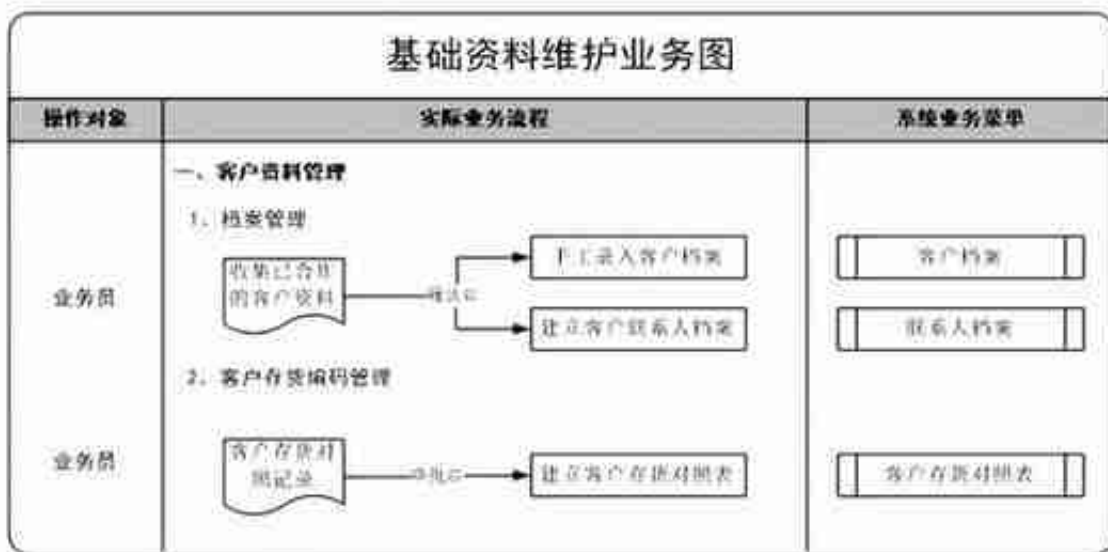 基础资料维护业务图
操作对象
实际业务流程
系统业务菜单
一、客户资料管理
1、档案管理
收集已合并
的客户资料
确认后
手工录入客户档案
客户档案
业务员
建立客户联系人档案
联系人档案
2、客户存货编码管理
业务员
客户存货对
照记录
审批后
建立客户存货对照表
客户存货对照表